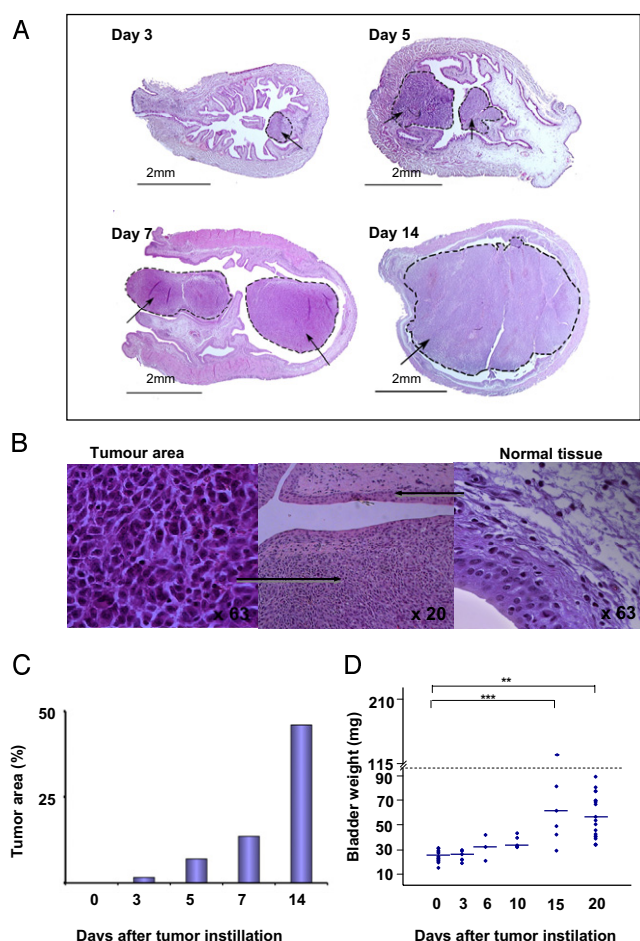 A
Day 3
Day 5
2mm
2mm
Day 7
Day 14
2mm
2mm
B
Tumour area
Normal tissue
x 63
x 20
x 63
C
D
50
25
Tumor area (%)
0 3 5 7 14
Days after tumor instillation
**
***
210
115
90
70
50
30
10
Bladder weight (mg)
0 3 6 10 15 20
Days after tumor instilation